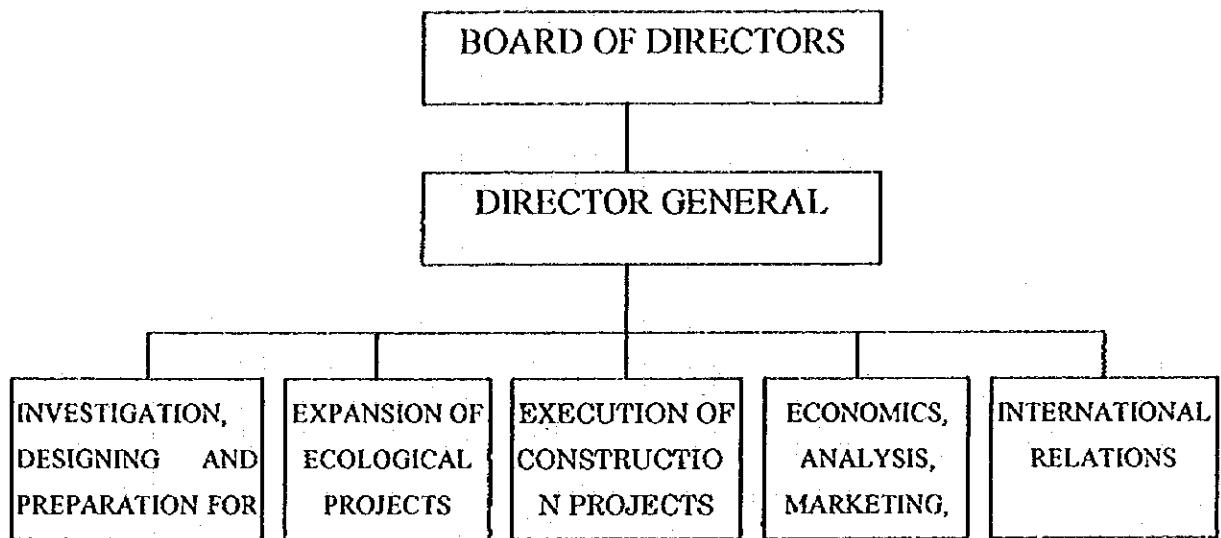 BOARD OF DIRECTORS
DIRECTOR GENERAL
INVESTIGATION,
DESIGNING AND
PREPARATION FOR
EXPANSION OF
ECOLOGICAL
PROJECTS
EXECUTION OF
CONSTRUCTIO
N PROJECTS
ECONOMICS,
ANALYSIS,
MARKETING,
INTERNATIONAL
RELATIONS